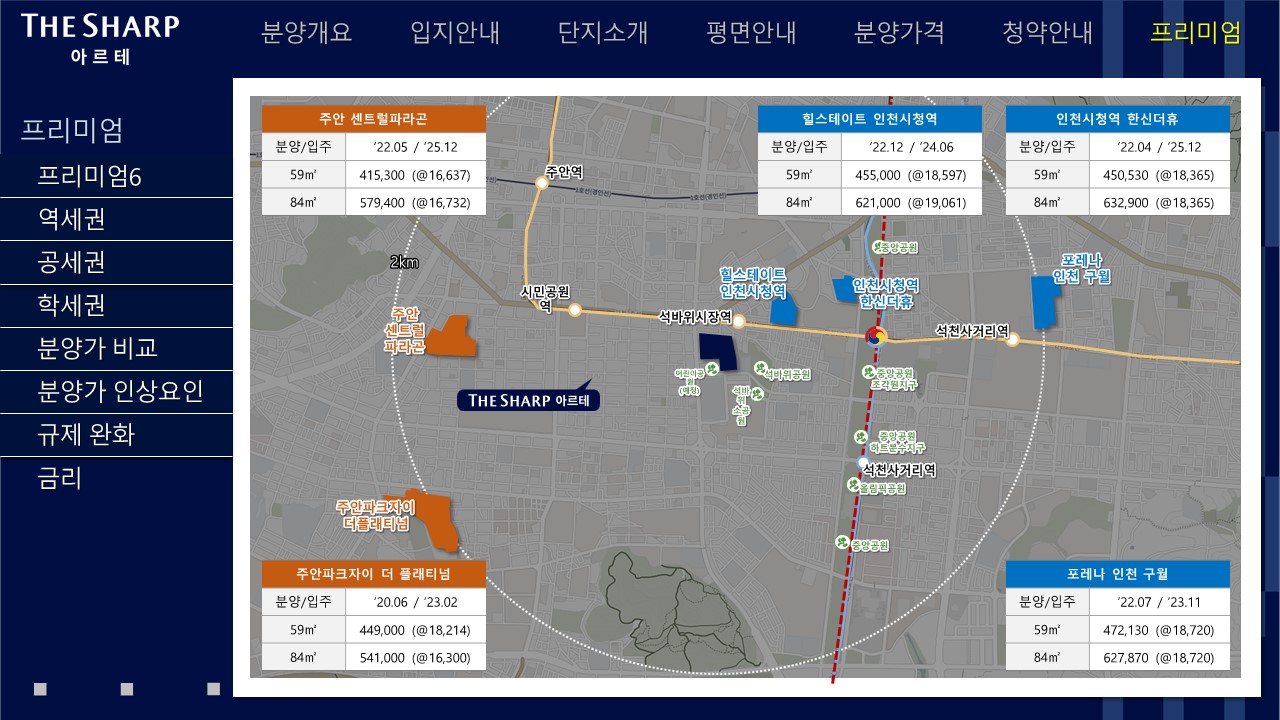 THE SHARP
아르테
분양개요
입지안내
단지소개
평면안내
분양가격
청약안내
프리미엄
프리미엄
프리미엄6
역세권
공세권
학세권
분양가 비교
분양가 인상요인
규제 완화
금리
주안 센트럴파라곤
분양/입주 '22.05 / '25.12
59㎡ 415,300 (@16,637)
84㎡ 579,400 (@16,732)
힐스테이트 인천시청역
분양/입주 '22.12 / '24.06
59㎡ 455,000 (@18,597)
84㎡ 621,000 (@19,061)
인천시청역 한신더휴
분양/입주 '22.04 / '25.12
59㎡ 450,530 (@18,365)
84㎡ 632,900 (@18,365)
주안역
1호선(경인선)
1호선(경인선)
중앙공원
2km
포레나
인천 구월
힐스테이트
인천시청역
인천시청역
한신더휴
시민공원
역
주안
센트럴
파라곤
석바위시장역
석천사거리역
어린이공
원
(예정)
석바위공원
석바
위
소공
원
중앙공원
조각원지구
THE SHARP 아르테
중앙공원
하트분수지구
석천사거리역
올림픽공원
주안파크자이
더플래티넘
중앙공원
주안파크자이 더 플래티넘
분양/입주 '20.06 / '23.02
59㎡ 449,000 (@18,214)
84㎡ 541,000 (@16,300)
포레나 인천 구월
분양/입주 '22.07 / '23.11
59㎡ 472,130 (@18,720)
84㎡ 627,870 (@18,720)